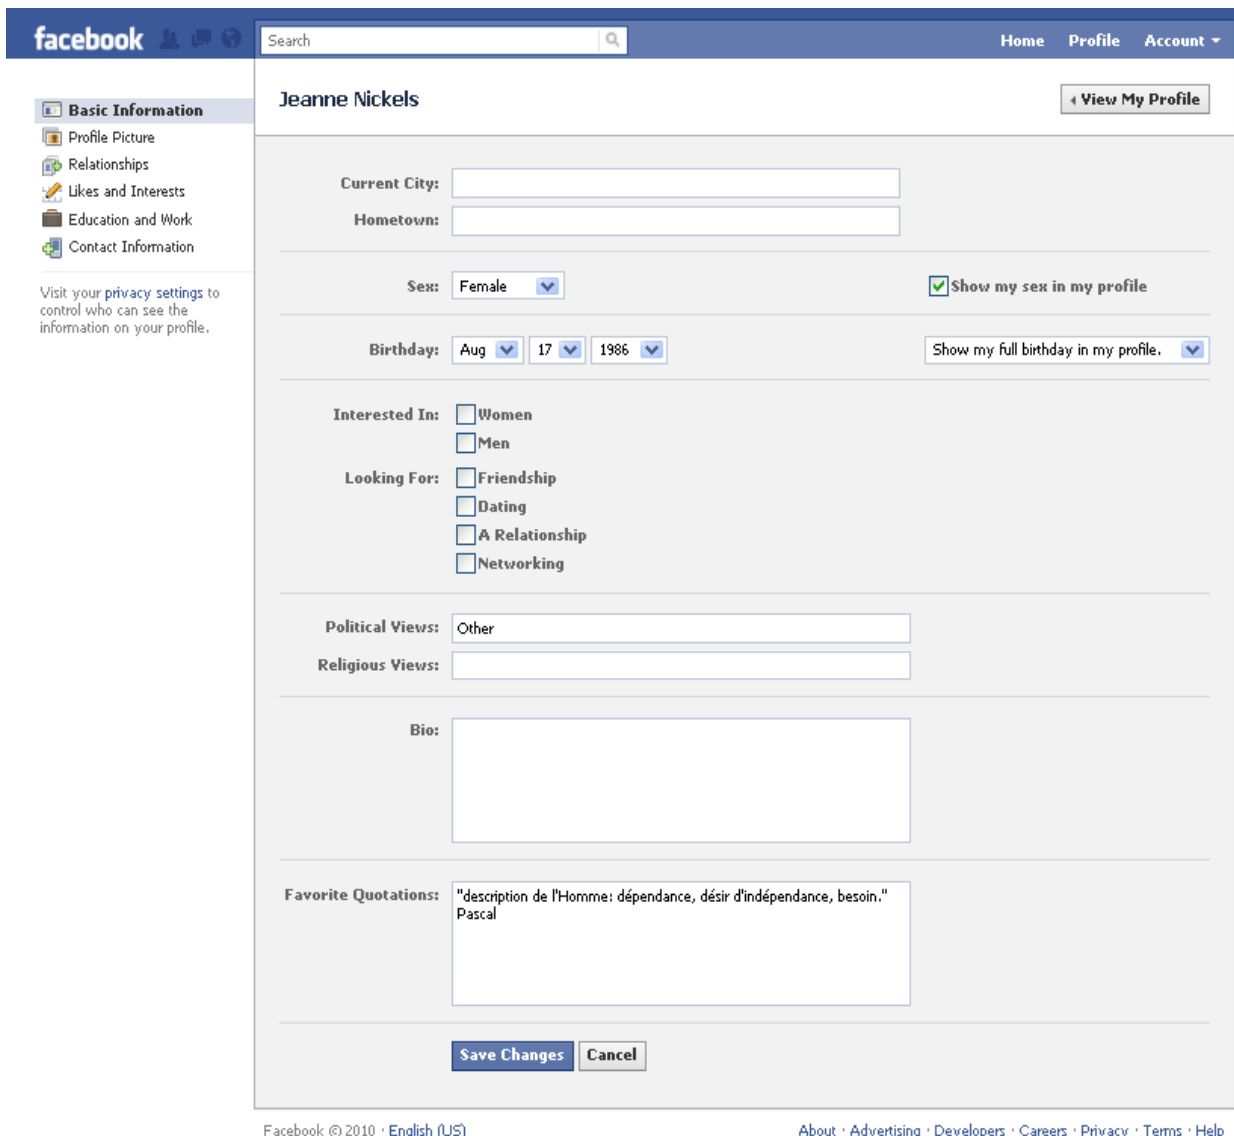 facebook
Search
Home Profile Account
Basic Information
Profile Picture
Relationships
Likes and Interests
Education and Work
Contact Information
Visit your privacy settings to
control who can see the
information on your profile.
Jeanne Nickels
View My Profile
Current City:
Hometown:
Sex: Female
Show my sex in my profile
Birthday: Aug 17 1986
Show my full birthday in my profile.
Interested In: Women
Men
Looking For: Friendship
Dating
A Relationship
Networking
Political Views: Other
Religious Views:
Bio:
Favorite Quotations: "description de l'Homme: dépendance, désir d'indépendance, besoin."
Pascal
Save Changes Cancel
Facebook © 2010 · English (US)
About · Advertising · Developers · Careers · Privacy · Terms · Help